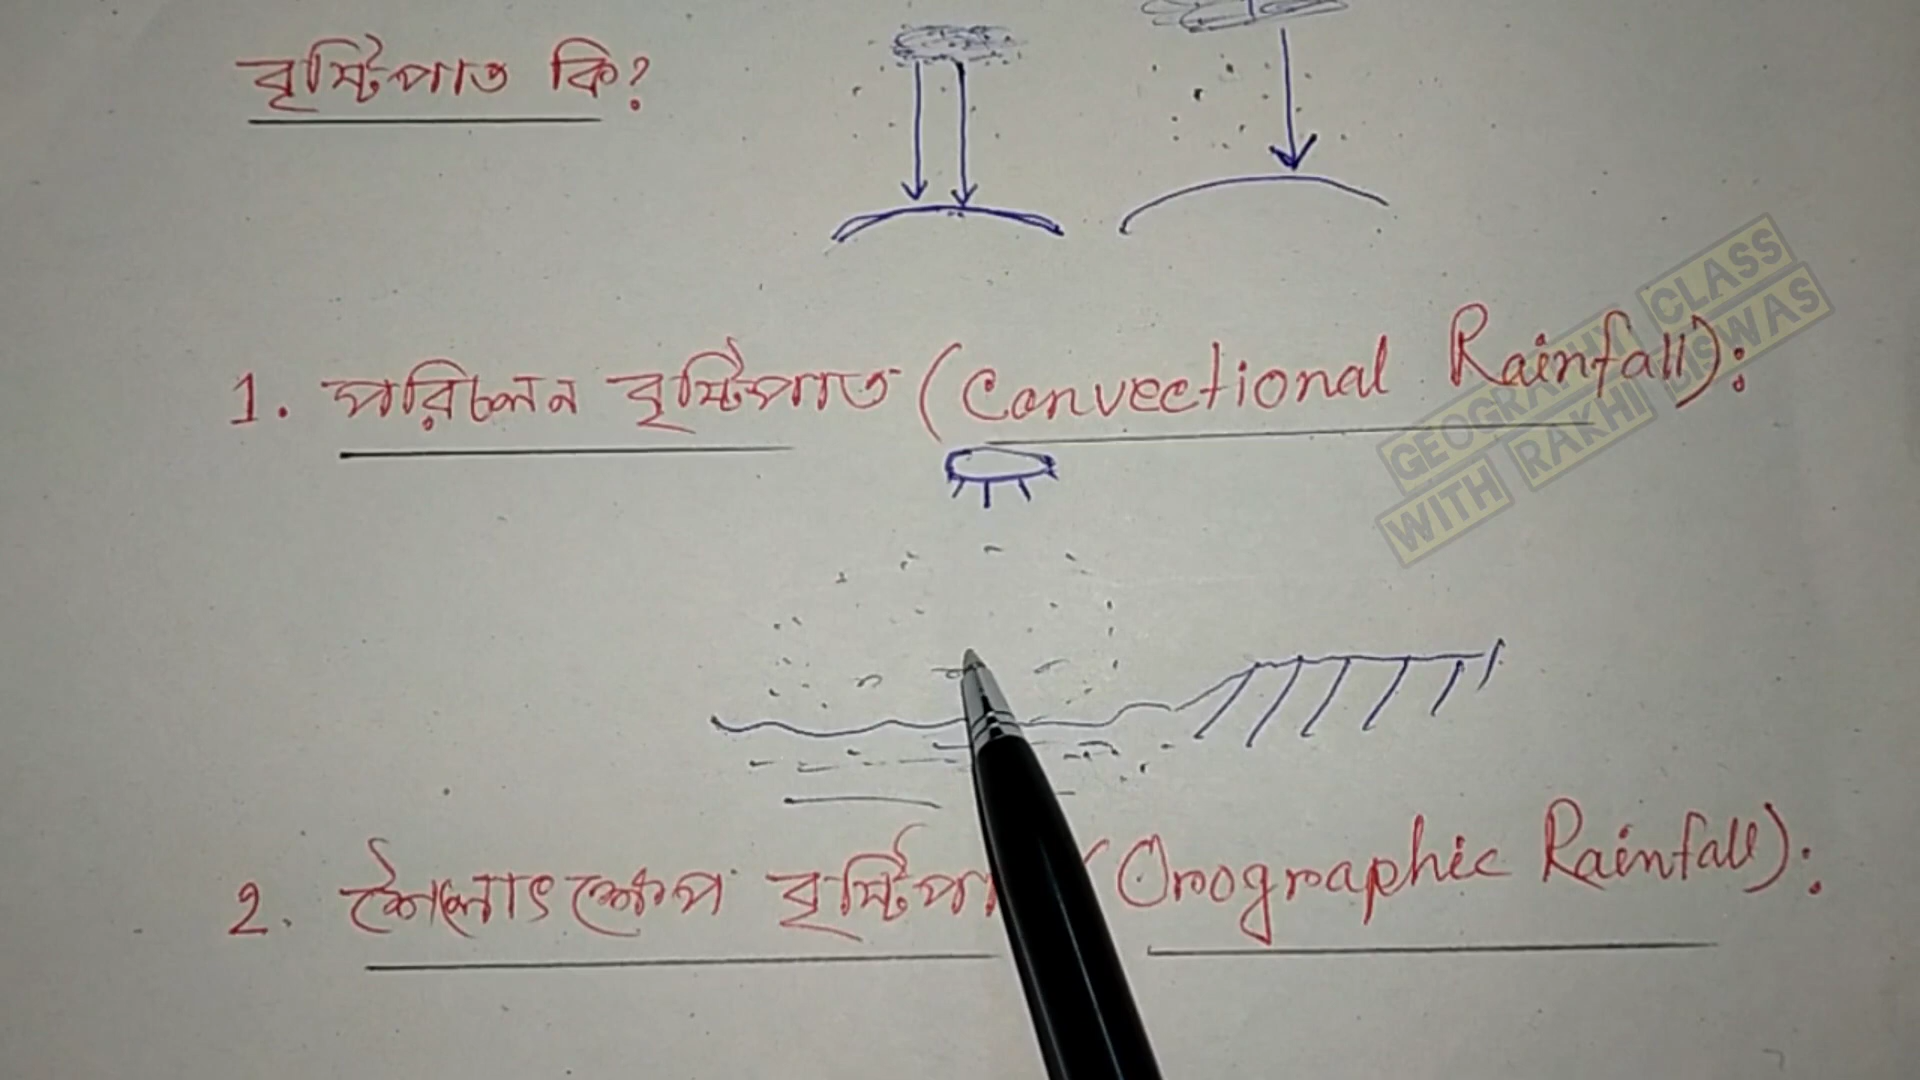 বৃষ্টিপাত কি?
1. পরিচলন বৃষ্টিপাত (Convectional Rainfall):
2. শৈলোৎক্ষেপ বৃষ্টিপা (Orographic Rainfall):
GEOGRAPHY CLASS
WITH RAKHI BISWAS